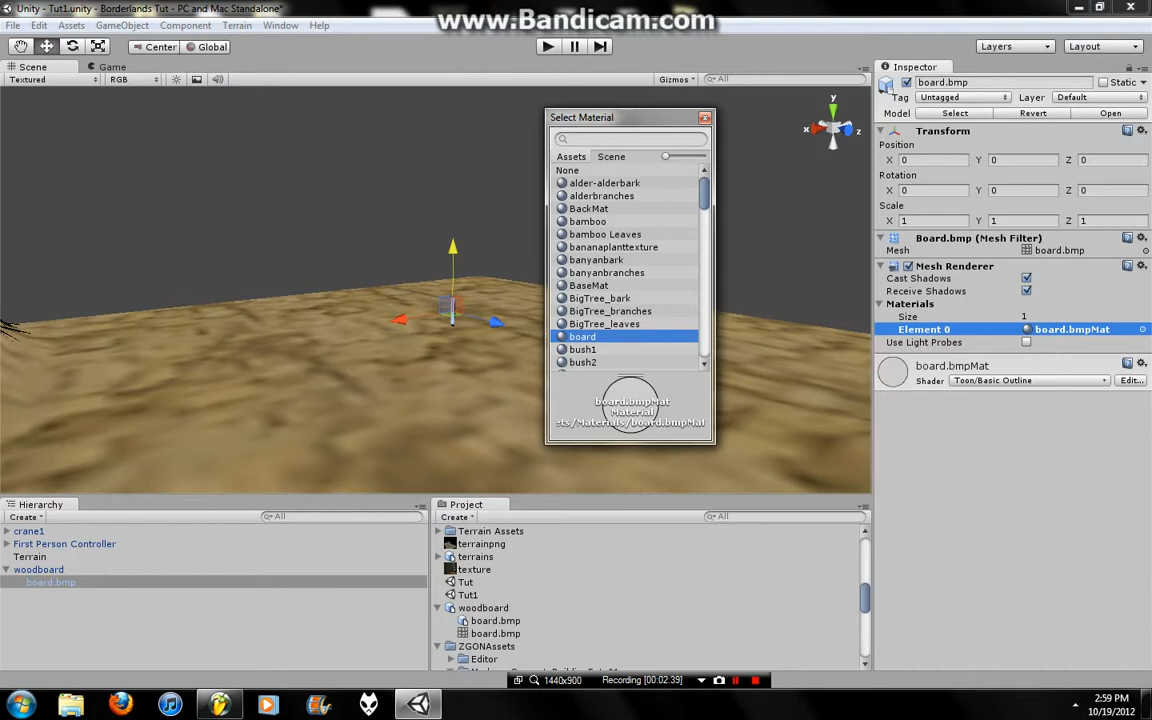 Unity - Tut1.unity - Borderlands Tut - PC and Mac Standalone*
www.Bandicam.com
File Edit Assets GameObject Component Terrain Window Help
Center Global
Layers Layout
Scene Game
Textured RGB Gizmos All
Select Material
Assets Scene
None
alder-alderbark
alderbranches
BackMat
bamboo
bamboo Leaves
bananaplanttexture
banyanbark
banyanbranches
BaseMat
BigTree_bark
BigTree_branches
BigTree_leaves
board
bush1
bush2
board.bmpMat
Material
ets/Materials/board.bmpMat
y
x
z
Inspector
board.bmp Static
Tag Untagged Layer Default
Model Select Revert Open
Transform
Position
X 0 Y 0 Z 0
Rotation
X 0 Y 0 Z 0
Scale
X 1 Y 1 Z 1
Board.bmp (Mesh Filter)
Mesh board.bmp
Mesh Renderer
Cast Shadows
Receive Shadows
Materials
Size 1
Element 0 board.bmpMat
Use Light Probes
board.bmpMat
Shader Toon/Basic Outline Edit...
Hierarchy
Create All
crane1
First Person Controller
Terrain
woodboard
board.bmp
Project
Create All
Terrain Assets
terrainpng
terrains
texture
Tut
Tut1
woodboard
board.bmp
board.bmp
ZGONAssets
Editor
1440x900 Recording [00:02:39]
2:59 PM
10/19/2012